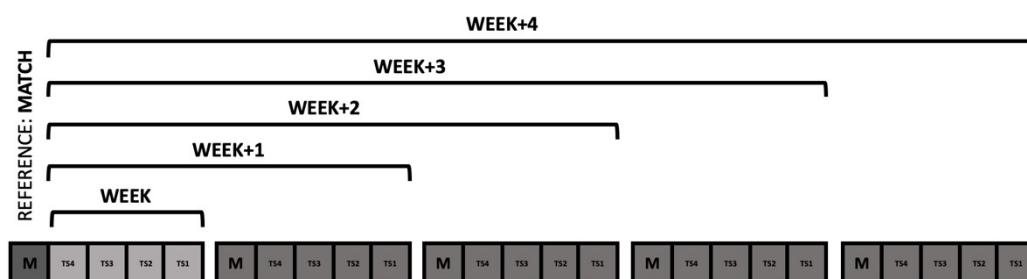 WEEK+4
WEEK+3
WEEK+2
WEEK+1
WEEK
REFERENCE: MATCH
M TS4 TS3 TS2 TS1 M TS4 TS3 TS2 TS1 M TS4 TS3 TS2 TS1 M TS4 TS3 TS2 TS1 M TS4 TS3 TS2 TS1